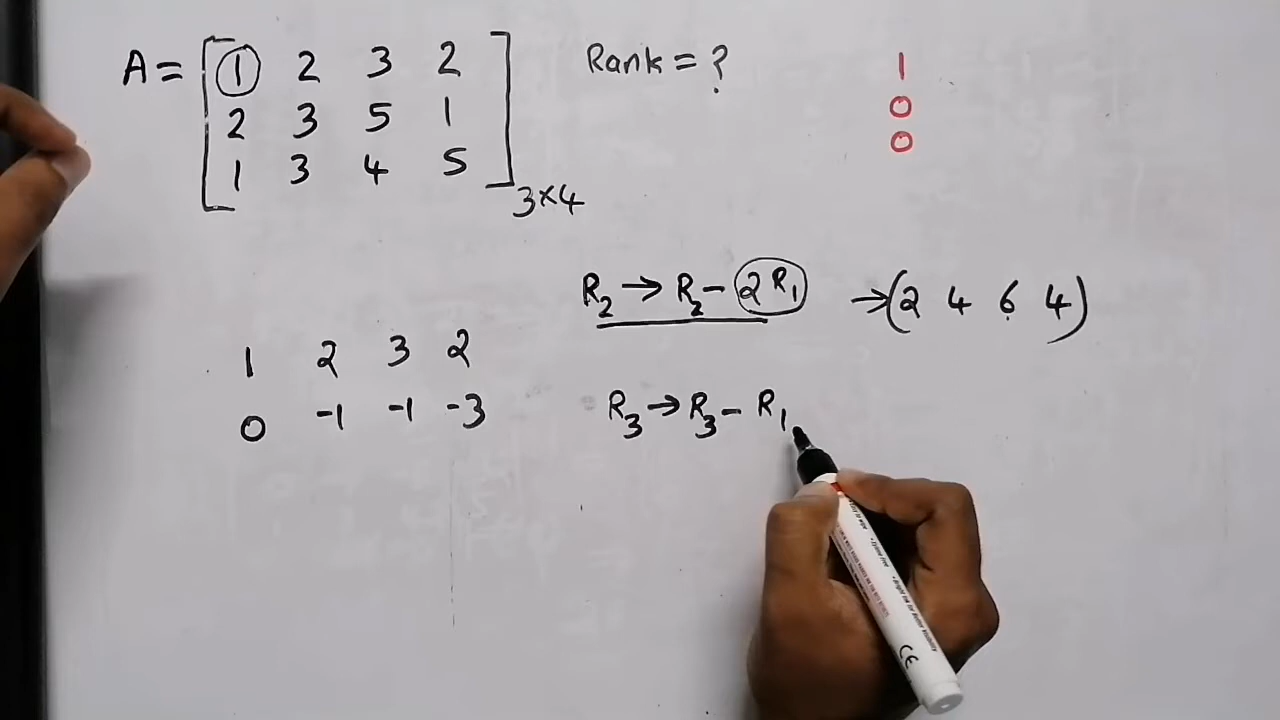 A = [ 1 2 3 2 ] Rank = ?
2 3 5 1
1 3 4 5
3×4
1
0
0
R₂ → R₂ - 2R₁ → (2 4 6 4)
1 2 3 2
0 -1 -1 -3
R₃ → R₃ - R₁
CE